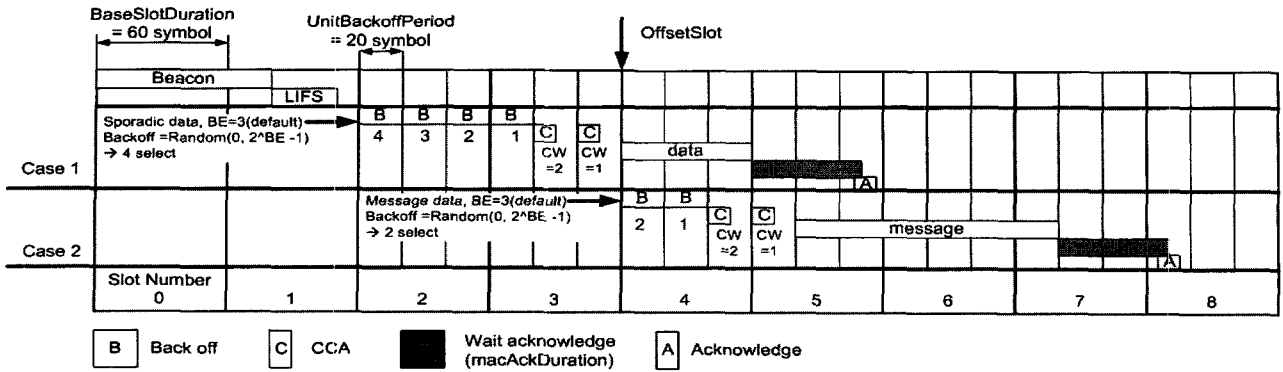 BaseSlotDuration
= 60 symbol
UnitBackoffPeriod
= 20 symbol
OffsetSlot
Beacon
LIFS
Sporadic data, BE=3(default)
Backoff =Random(0, 2^BE -1)
→ 4 select
B B B B
4 3 2 1
C C
CW CW
=2 =1
data
A
Case 1
Message data, BE=3(default)
Backoff =Random(0, 2^BE -1)
→ 2 select
B B
2 1
C C
CW CW
=2 =1
message
A
Case 2
Slot Number
0 1 2 3 4 5 6 7 8
B Back off C CCA Wait acknowledge
(macAckDuration)
A Acknowledge